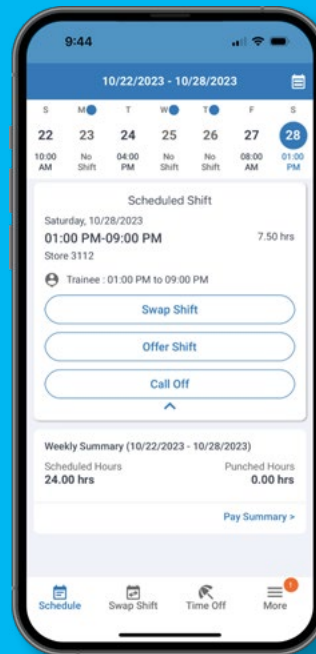 9:44
10/22/2023 - 10/28/2023
S M T W T F S
22 23 24 25 26 27 28
10:00 AM No Shift 04:00 PM No Shift No Shift 08:00 AM 01:00 PM
Scheduled Shift
Saturday, 10/28/2023
01:00 PM-09:00 PM 7.50 hrs
Store 3112
Trainee : 01:00 PM to 09:00 PM
Swap Shift
Offer Shift
Call Off
Weekly Summary (10/22/2023 - 10/28/2023)
Scheduled Hours Punched Hours
24.00 hrs 0.00 hrs
Pay Summary >
!
Schedule Swap Shift Time Off More